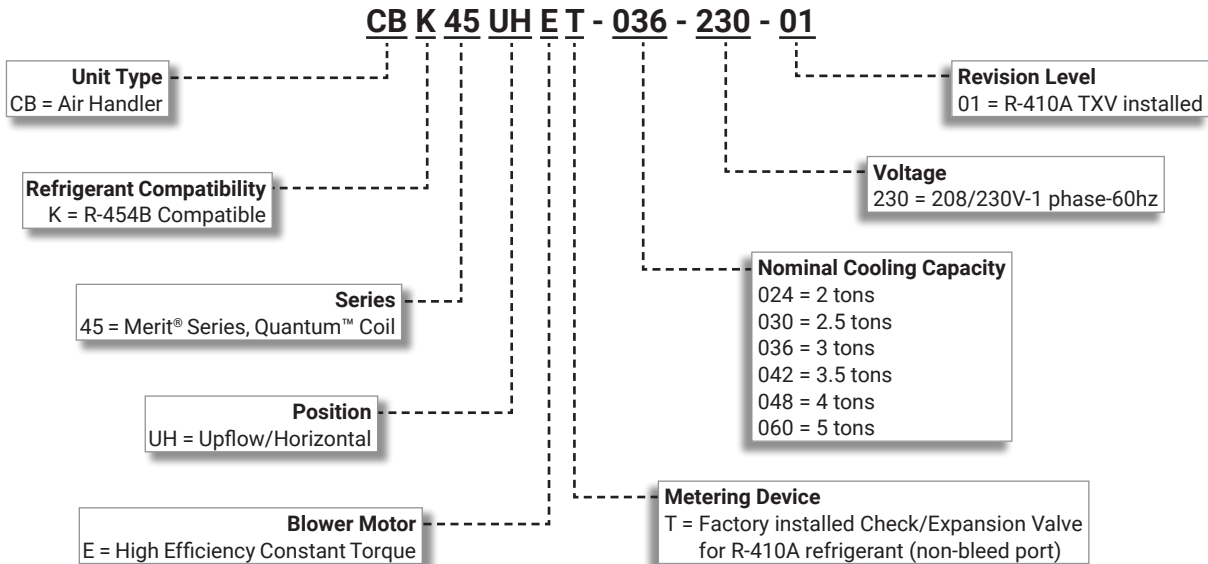 CB K 45 UH E T - 036 - 230 - 01
Unit Type
CB = Air Handler
Revision Level
01 = R-410A TXV installed
Refrigerant Compatibility
K = R-454B Compatible
Voltage
230 = 208/230V-1 phase-60hz
Series
45 = Merit® Series, Quantum™ Coil
Nominal Cooling Capacity
024 = 2 tons
030 = 2.5 tons
036 = 3 tons
042 = 3.5 tons
048 = 4 tons
060 = 5 tons
Position
UH = Upflow/Horizontal
Blower Motor
E = High Efficiency Constant Torque
Metering Device
T = Factory installed Check/Expansion Valve
for R-410A refrigerant (non-bleed port)